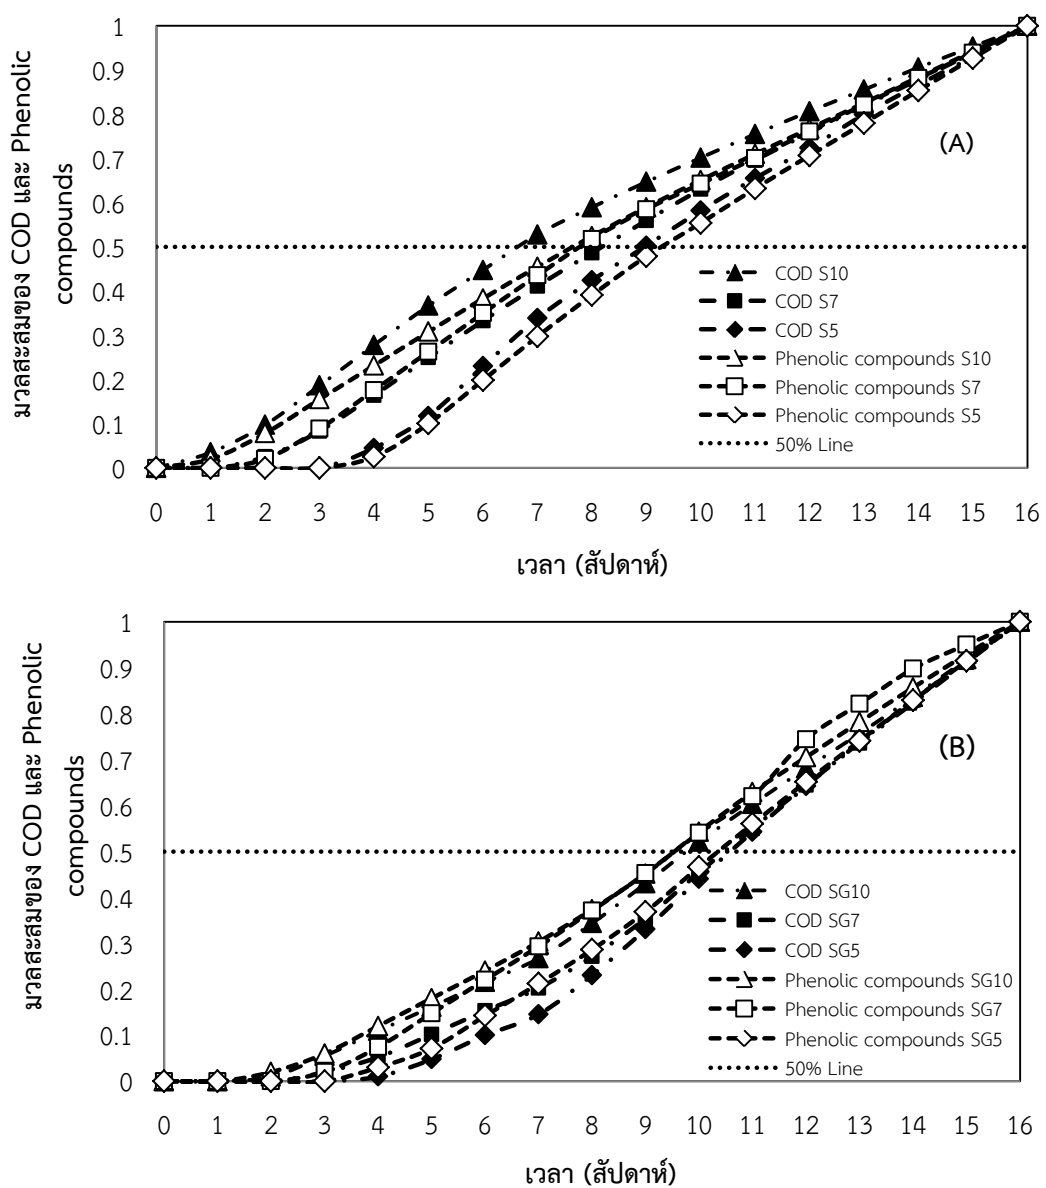 มวลสะสมของ COD และ Phenolic
compounds
1
0.9
0.8
0.7
0.6
0.5
0.4
0.3
0.2
0.1
0
(A)
COD S10
COD S7
COD S5
Phenolic compounds S10
Phenolic compounds S7
Phenolic compounds S5
50% Line
0 1 2 3 4 5 6 7 8 9 10 11 12 13 14 15 16
เวลา (สัปดาห์)
มวลสะสมของ COD และ Phenolic
compounds
1
0.9
0.8
0.7
0.6
0.5
0.4
0.3
0.2
0.1
0
(B)
COD SG10
COD SG7
COD SG5
Phenolic compounds SG10
Phenolic compounds SG7
Phenolic compounds SG5
50% Line
0 1 2 3 4 5 6 7 8 9 10 11 12 13 14 15 16
เวลา (สัปดาห์)